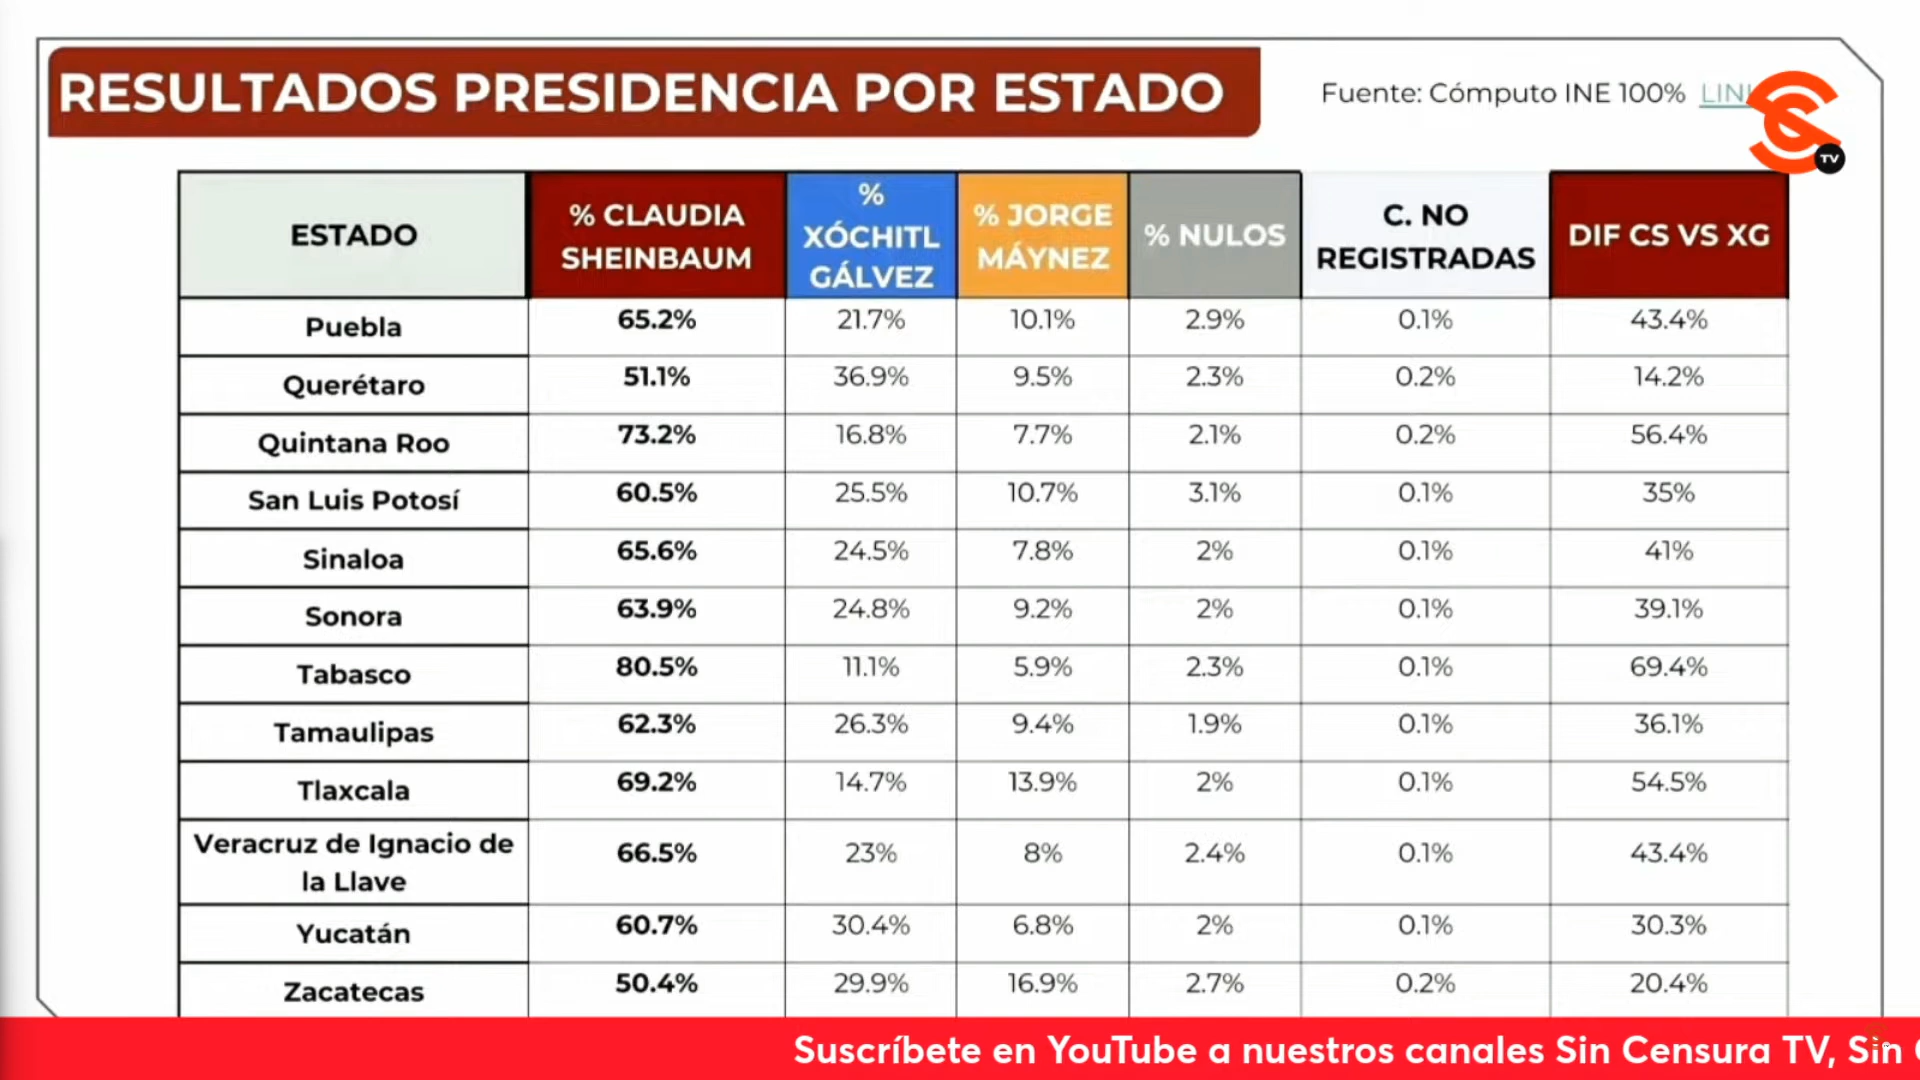 RESULTADOS PRESIDENCIA POR ESTADO
Fuente: Cómputo INE 100%
TV
ESTADO
% CLAUDIA
SHEINBAUM
%
XÓCHITL
GÁLVEZ
% JORGE
MÁYNEZ
% NULOS
C. NO
REGISTRADAS
DIF CS VS XG
Puebla 65.2% 21.7% 10.1% 2.9% 0.1% 43.4%
Querétaro 51.1% 36.9% 9.5% 2.3% 0.2% 14.2%
Quintana Roo 73.2% 16.8% 7.7% 2.1% 0.2% 56.4%
San Luis Potosí 60.5% 25.5% 10.7% 3.1% 0.1% 35%
Sinaloa 65.6% 24.5% 7.8% 2% 0.1% 41%
Sonora 63.9% 24.8% 9.2% 2% 0.1% 39.1%
Tabasco 80.5% 11.1% 5.9% 2.3% 0.1% 69.4%
Tamaulipas 62.3% 26.3% 9.4% 1.9% 0.1% 36.1%
Tlaxcala 69.2% 14.7% 13.9% 2% 0.1% 54.5%
Veracruz de Ignacio de
la Llave 66.5% 23% 8% 2.4% 0.1% 43.4%
Yucatán 60.7% 30.4% 6.8% 2% 0.1% 30.3%
Zacatecas 50.4% 29.9% 16.9% 2.7% 0.2% 20.4%
Suscríbete en YouTube a nuestros canales Sin Censura TV, Sin